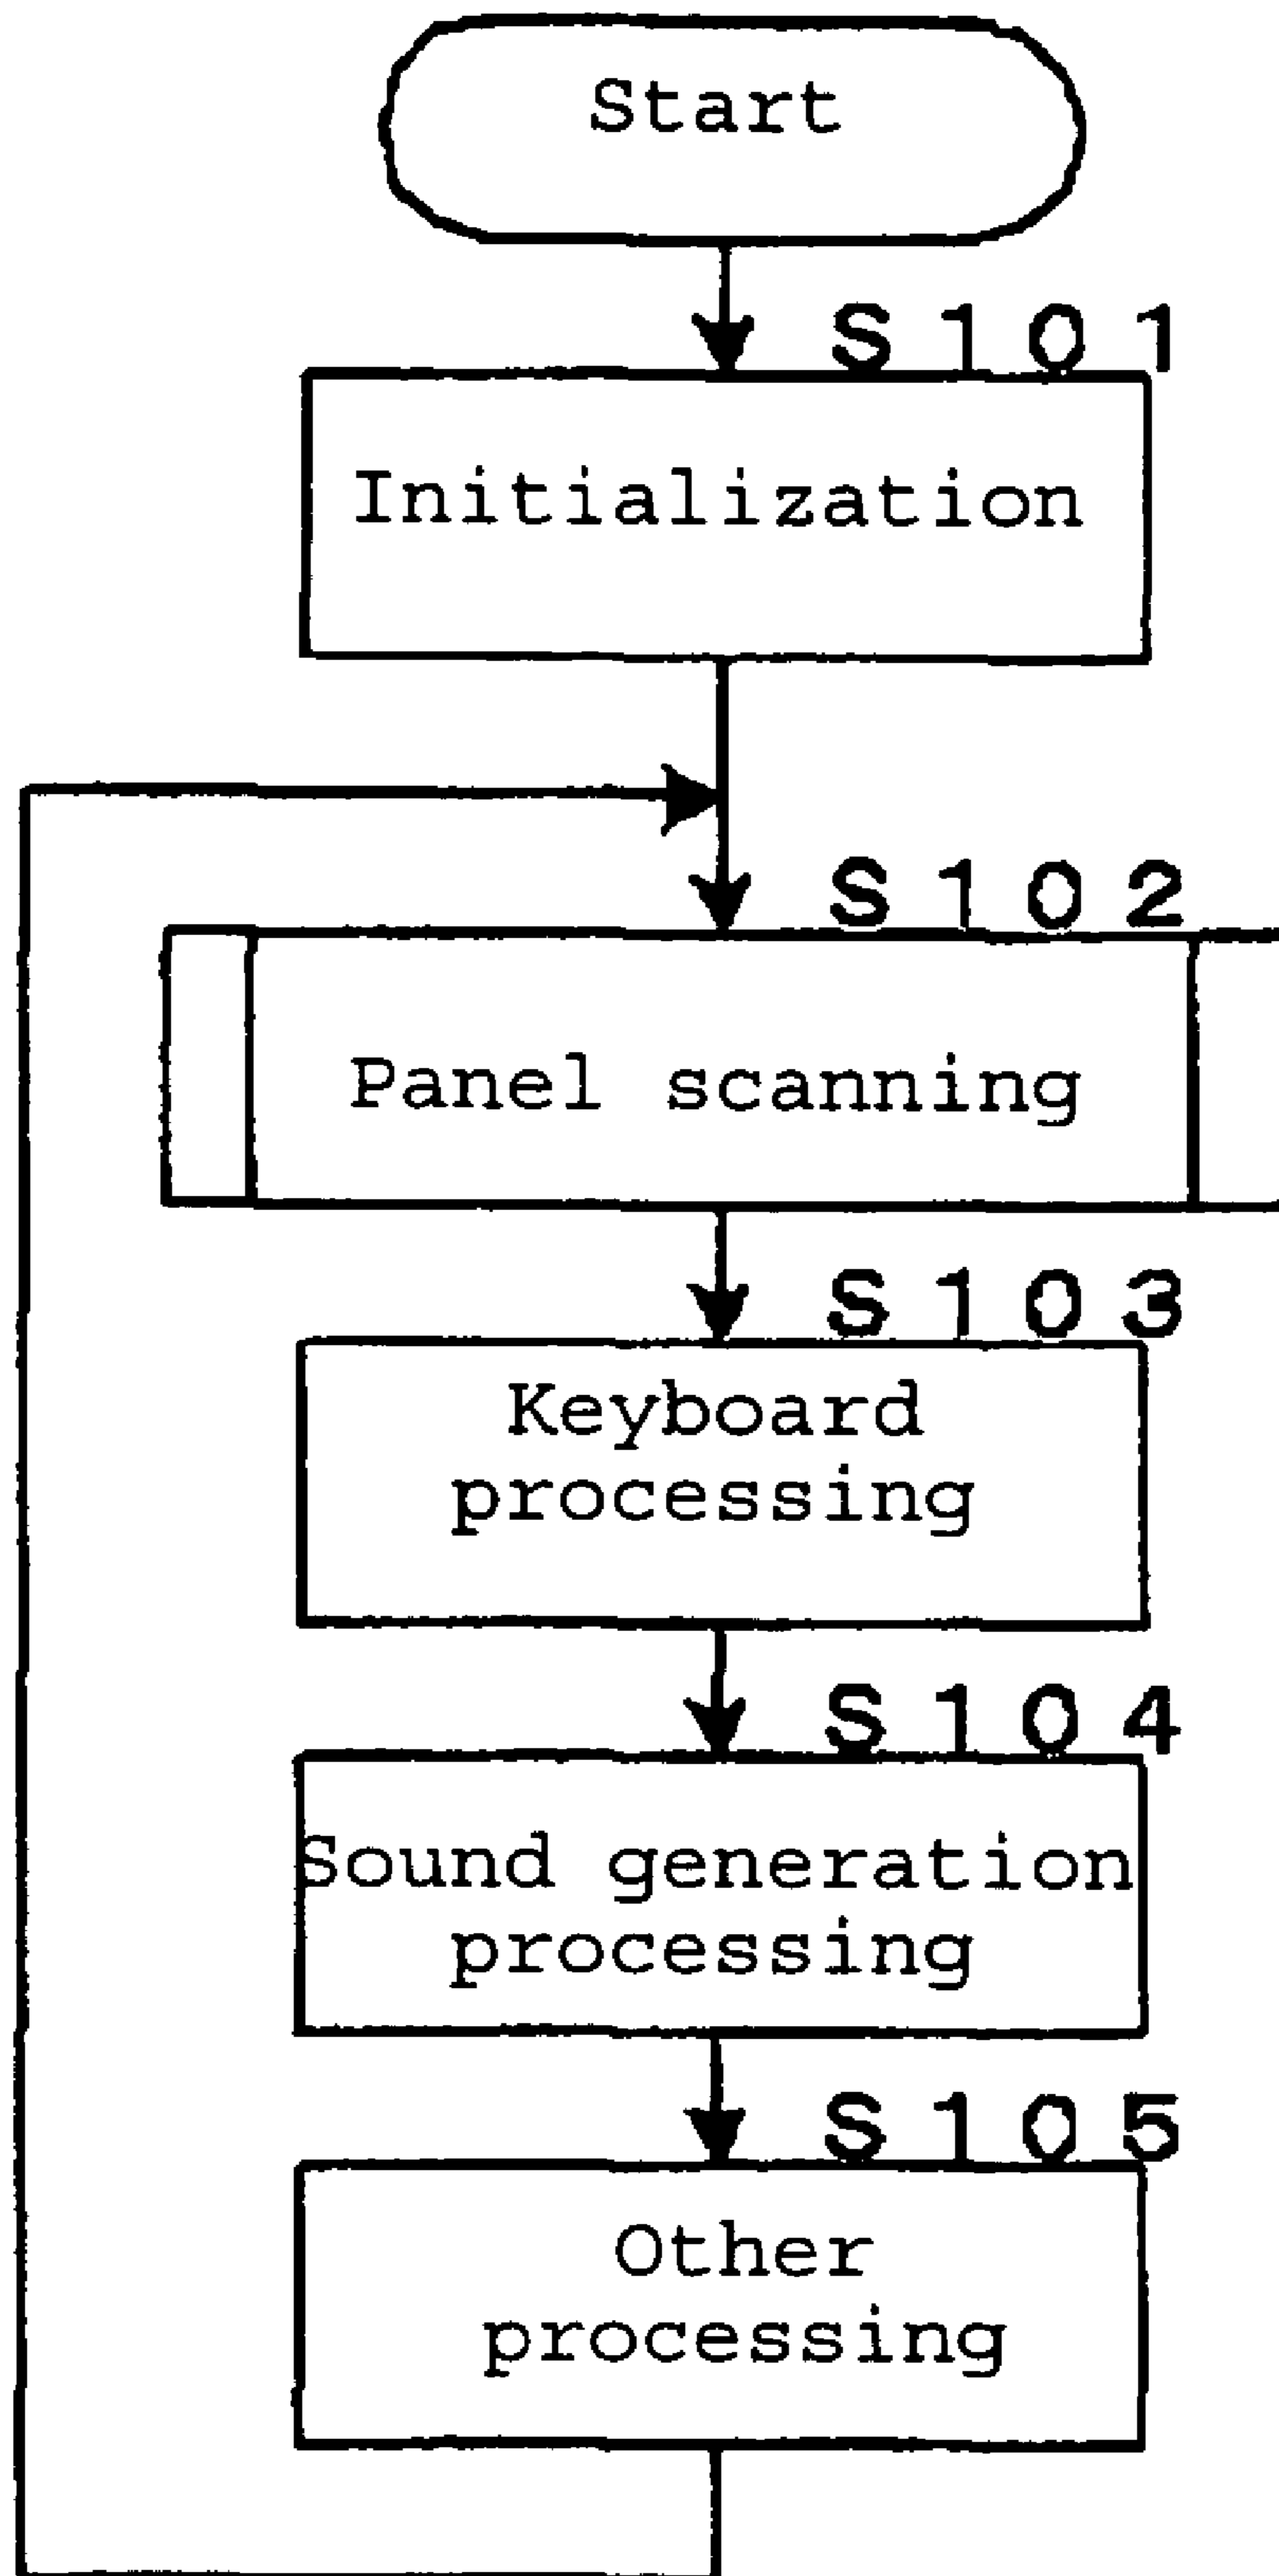 Start
S101
Initialization
S102
Panel scanning
S103
Keyboard
processing
S104
Sound generation
processing
S105
Other
processing